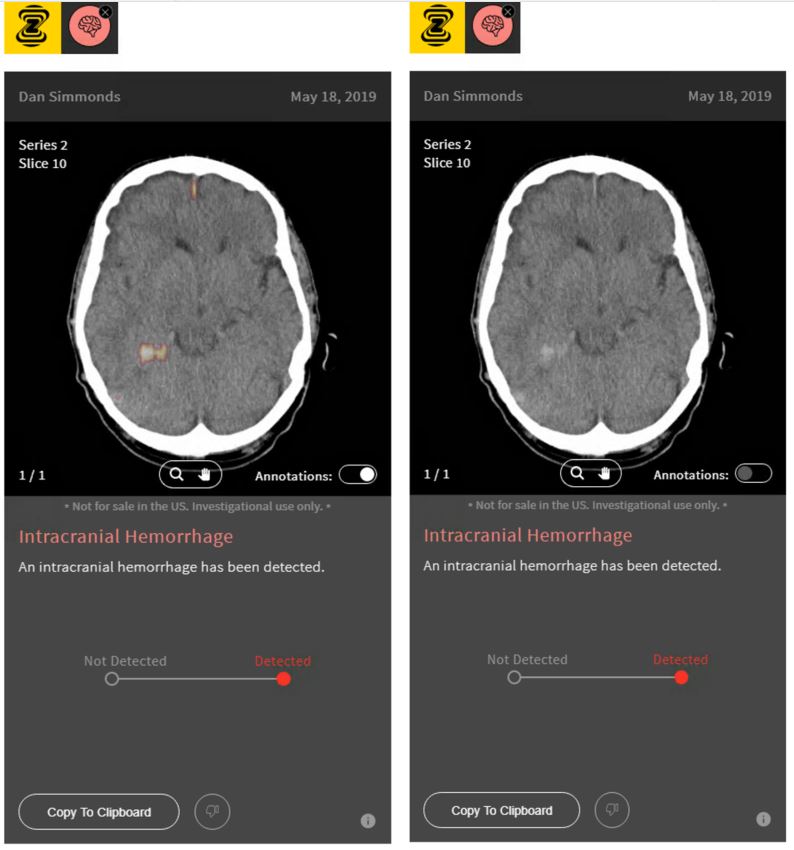 Dan Simmonds May 18, 2019
Series 2
Slice 10
1 / 1 Annotations:
* Not for sale in the US. Investigational use only. *
Intracranial Hemorrhage
An intracranial hemorrhage has been detected.
Not Detected Detected
Copy To Clipboard
Dan Simmonds May 18, 2019
Series 2
Slice 10
1 / 1 Annotations:
* Not for sale in the US. Investigational use only. *
Intracranial Hemorrhage
An intracranial hemorrhage has been detected.
Not Detected Detected
Copy To Clipboard